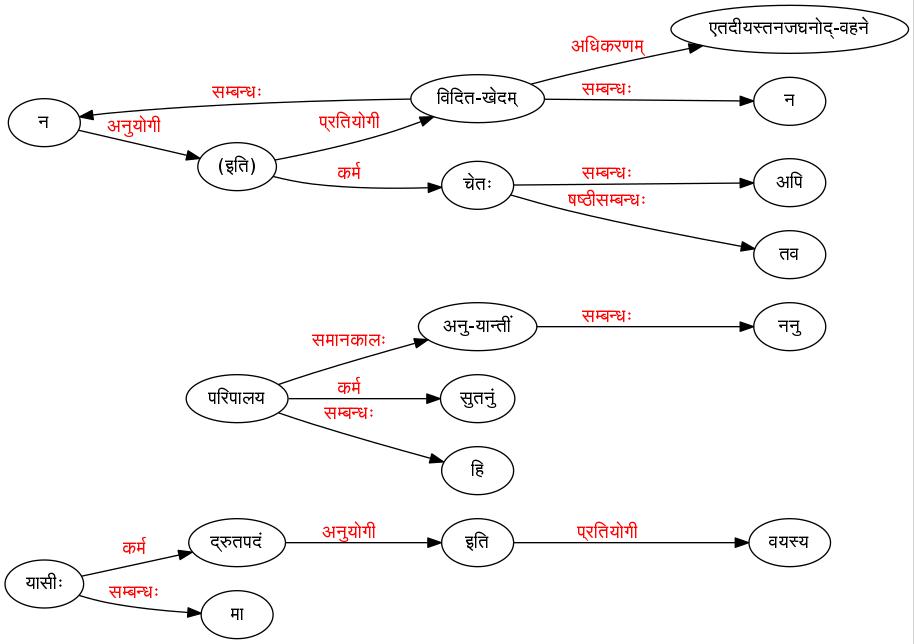 एतदीयस्तनजघनोद्-वहने
अधिकरणम्
सम्बन्धः विदित-खेदम् सम्बन्धः न
न अनुयोगी प्रतियोगी
(इति) कर्म चेतः सम्बन्धः अपि
षष्ठीसम्बन्धः
तव
अनु-यान्तीं सम्बन्धः ननु
समानकालः
परिपालय कर्म सुतनुं
सम्बन्धः
हि
द्रुतपदं अनुयोगी इति प्रतियोगी वयस्य
कर्म
यासीः सम्बन्धः
मा